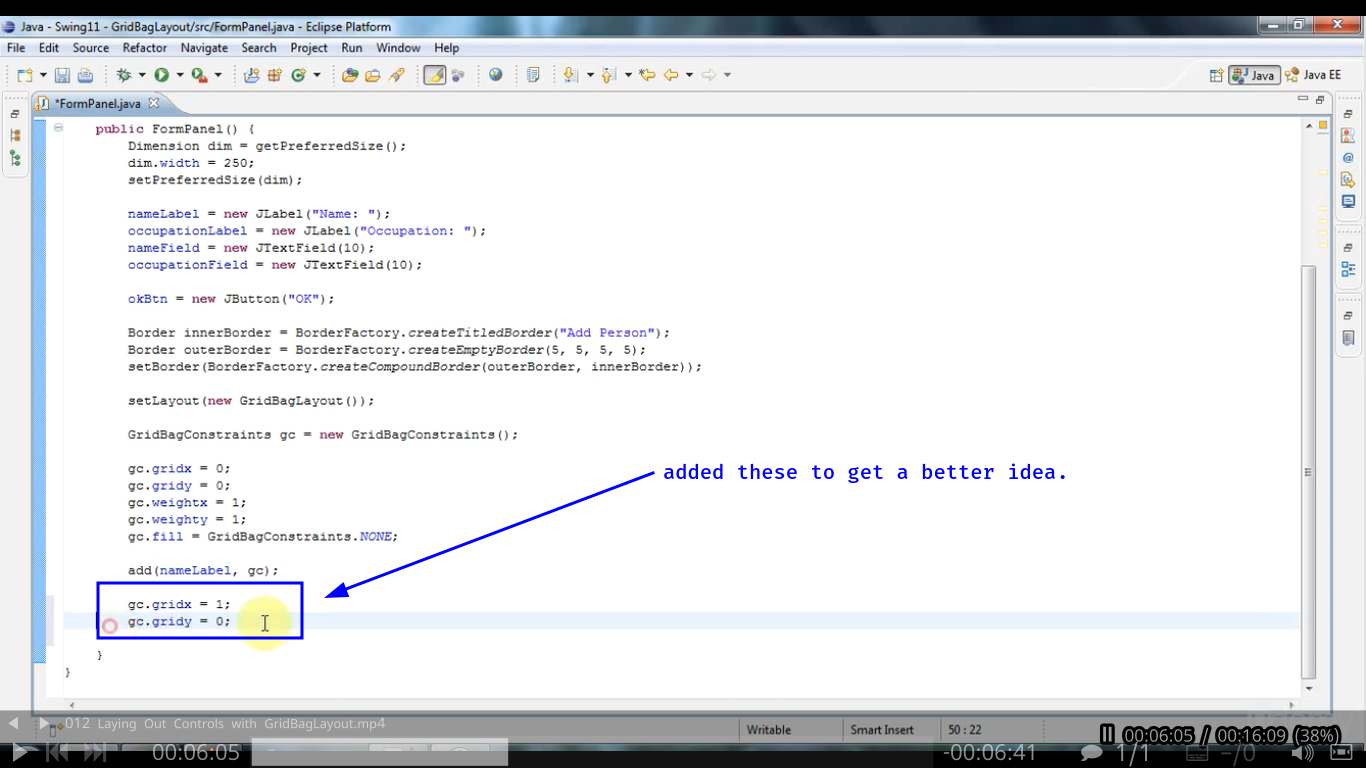 Java - Swing11 - GridBagLayout/src/FormPanel.java - Eclipse Platform
File Edit Source Refactor Navigate Search Project Run Window Help
Java Java EE
*FormPanel.java
public FormPanel() {
Dimension dim = getPreferredSize();
dim.width = 250;
setPreferredSize(dim);
nameLabel = new JLabel("Name: ");
occupationLabel = new JLabel("Occupation: ");
nameField = new JTextField(10);
occupationField = new JTextField(10);
okBtn = new JButton("OK");
Border innerBorder = BorderFactory.createTitledBorder("Add Person");
Border outerBorder = BorderFactory.createEmptyBorder(5, 5, 5, 5);
setBorder(BorderFactory.createCompoundBorder(outerBorder, innerBorder));
setLayout(new GridBagLayout());
GridBagConstraints gc = new GridBagConstraints();
gc.gridx = 0;
added these to get a better idea.
gc.gridy = 0;
gc.weightx = 1;
gc.weighty = 1;
gc.fill = GridBagConstraints.NONE;
add(nameLabel, gc);
gc.gridx = 1;
gc.gridy = 0;
}
}
012 Laying Out Controls with GridBagLayout.mp4
Writable Smart Insert 50 : 22
00:06:05 / 00:16:09 (38%)
00:06:05 -00:06:41 1/1 -/0